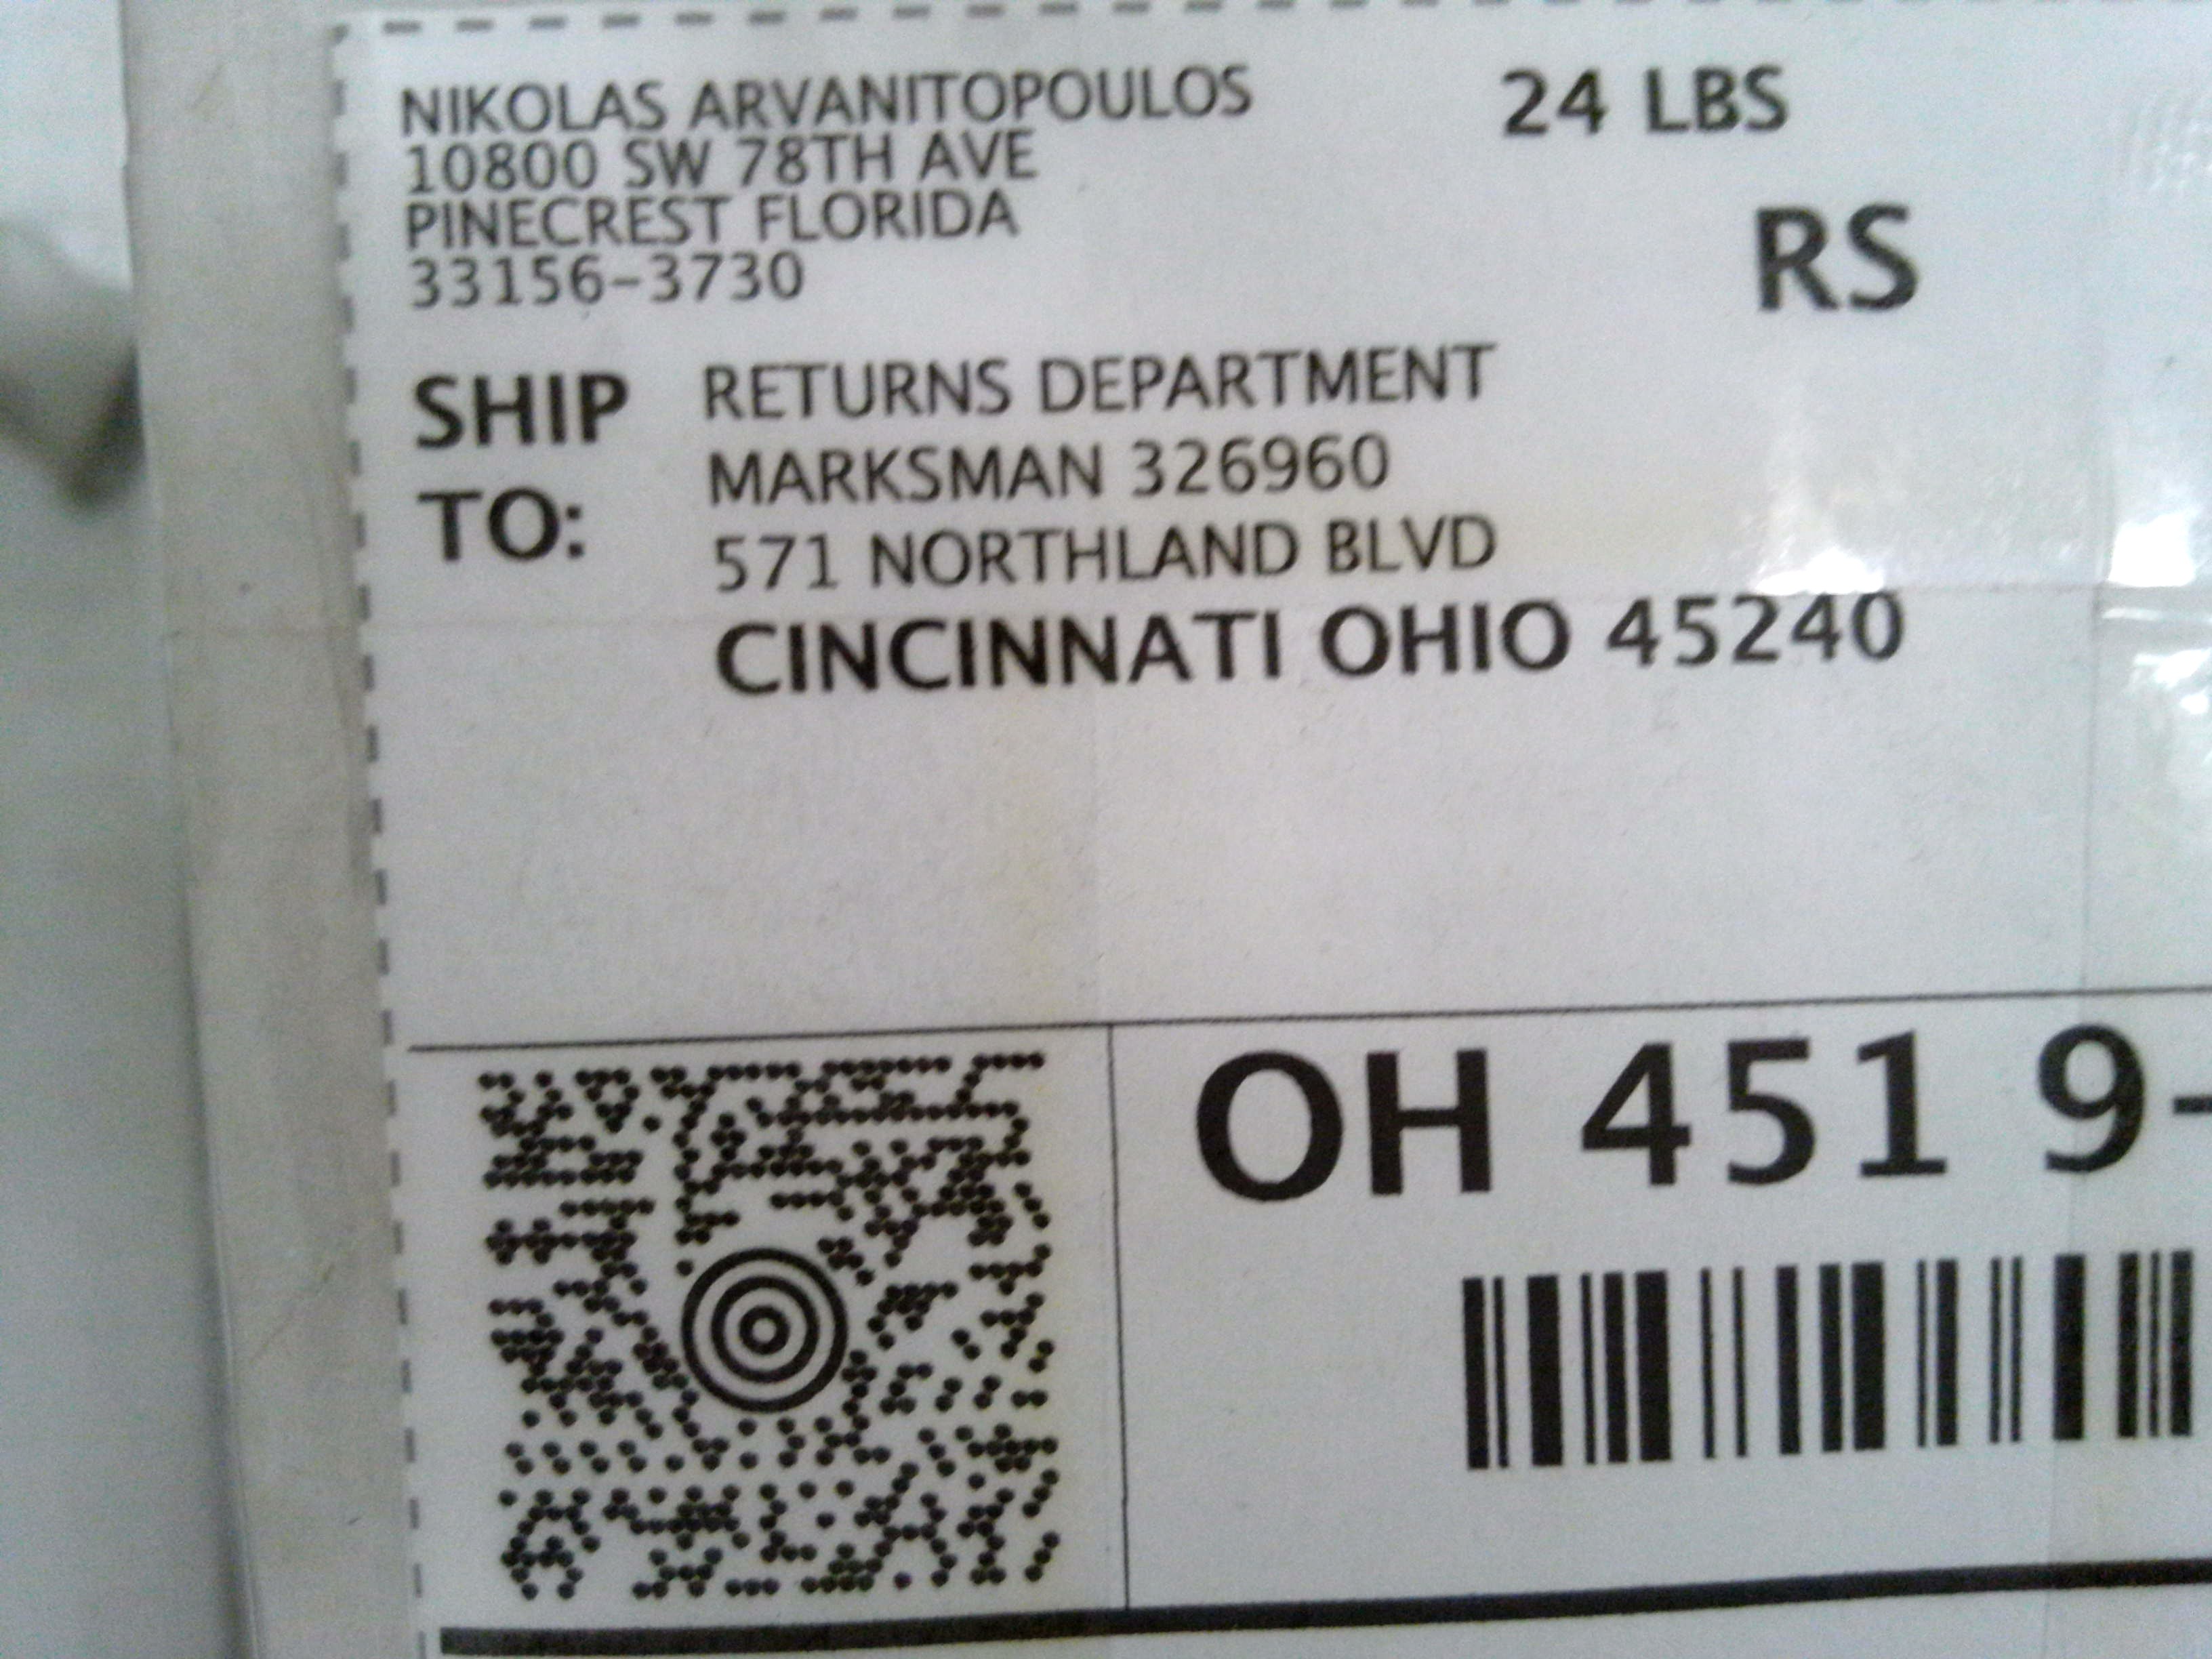 NIKOLAS ARVANITOPOULOS
10800 SW 78TH AVE
PINECREST FLORIDA
33156-3730
24 LBS
RS
SHIP TO:
RETURNS DEPARTMENT
MARKSMAN 326960
571 NORTHLAND BLVD
CINCINNATI OHIO 45240
OH 451 9-